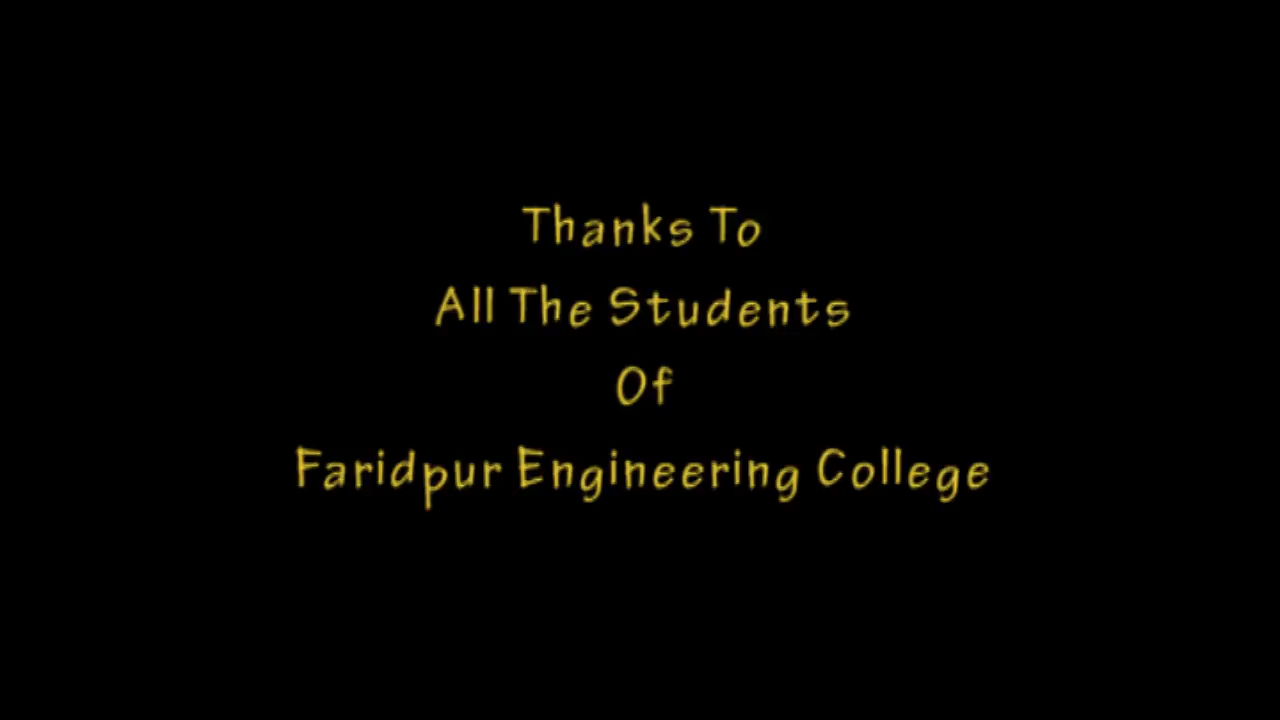 Thanks To
All The Students
Of
Faridpur Engineering College